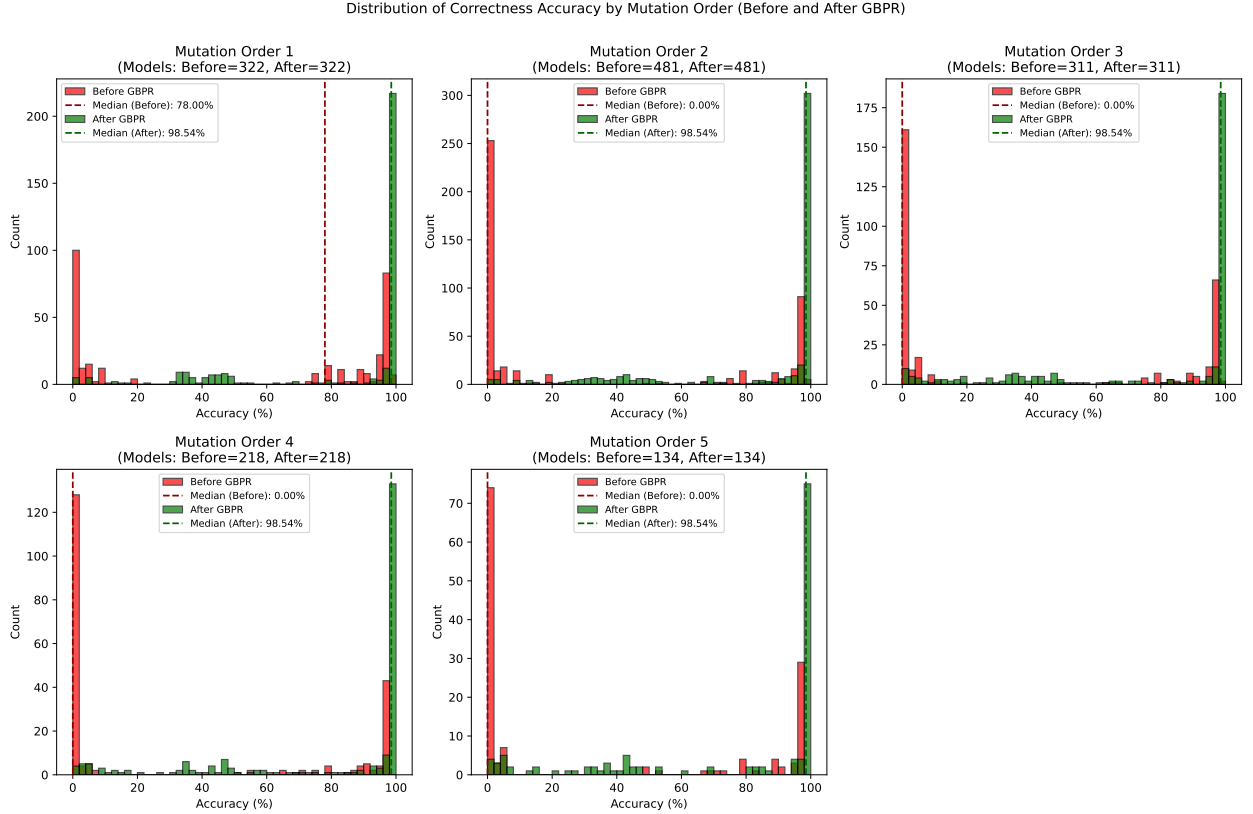 Distribution of Correctness Accuracy by Mutation Order (Before and After GBPR)
Mutation Order 1
(Models: Before=322, After=322)
Before GBPR
Median (Before): 78.00%
After GBPR
Median (After): 98.54%
Count
0
50
100
150
200
0
20
40
60
80
100
Accuracy (%)
Mutation Order 2
(Models: Before=481, After=481)
Before GBPR
Median (Before): 0.00%
After GBPR
Median (After): 98.54%
Count
0
50
100
150
200
250
300
0
20
40
60
80
100
Accuracy (%)
Mutation Order 3
(Models: Before=311, After=311)
Before GBPR
Median (Before): 0.00%
After GBPR
Median (After): 98.54%
Count
0
25
50
75
100
125
150
175
0
20
40
60
80
100
Accuracy (%)
Mutation Order 4
(Models: Before=218, After=218)
Before GBPR
Median (Before): 0.00%
After GBPR
Median (After): 98.54%
Count
0
20
40
60
80
100
120
0
20
40
60
80
100
Accuracy (%)
Mutation Order 5
(Models: Before=134, After=134)
Before GBPR
Median (Before): 0.00%
After GBPR
Median (After): 98.54%
Count
0
10
20
30
40
50
60
70
0
20
40
60
80
100
Accuracy (%)